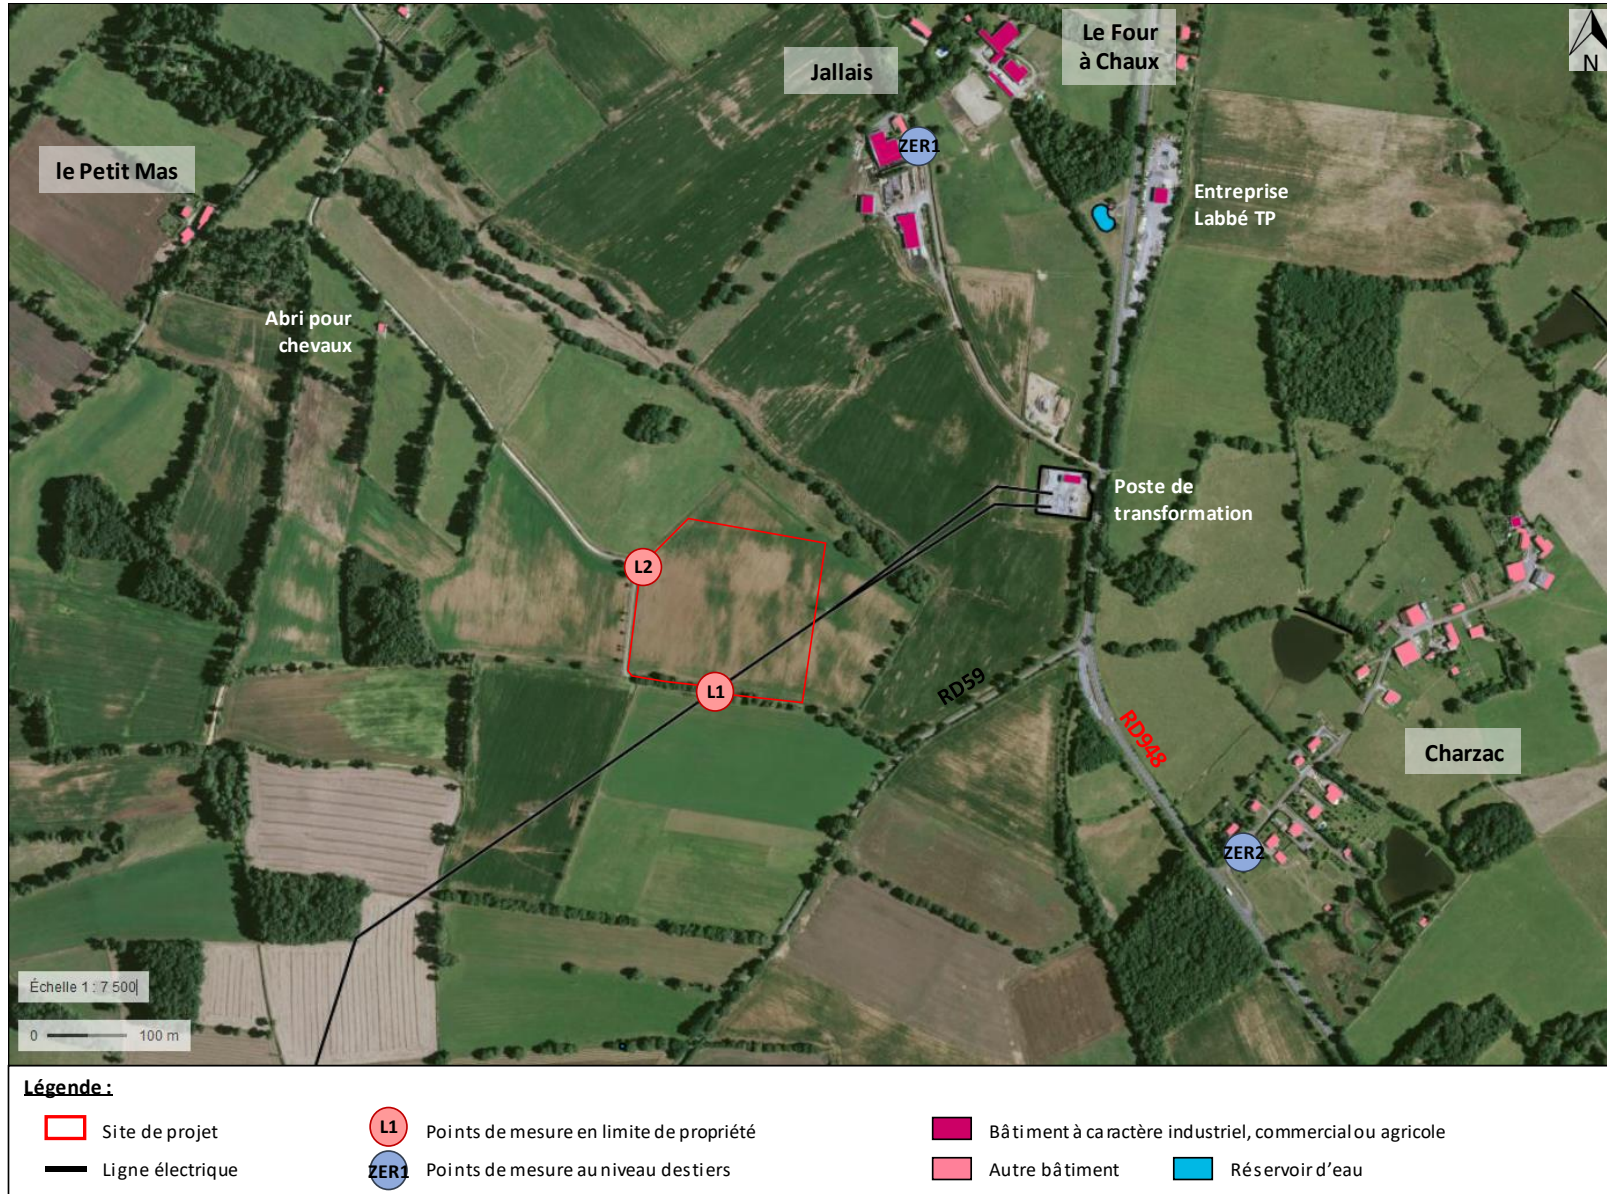 Le Four
à Chaux
N
Jallais
ZER1
le Petit Mas
Entreprise
Labbé TP
Abri pour
chevaux
Poste de
transformation
L2
L1
RD59
RD948
Charzac
ZER2
Échelle 1 : 7 500
0 100 m
Légende :
Site de projet
L1 Points de mesure en limite de propriété
Bâtiment à caractère industriel, commercial ou agricole
Ligne électrique
ZER1 Points de mesure au niveau des tiers
Autre bâtiment
Réservoir d'eau